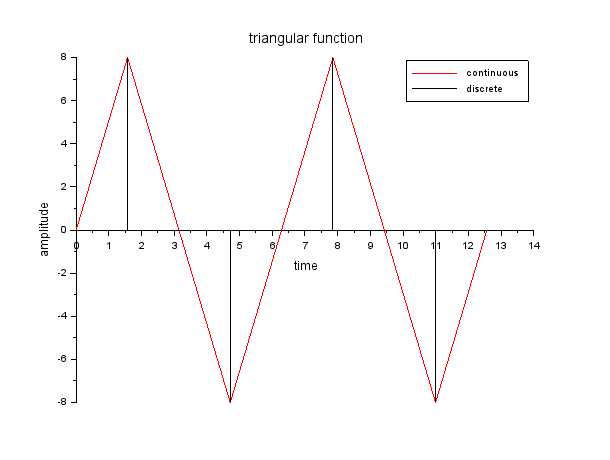 triangular function
continuous
discrete
8
6
4
2
0
-2
-4
-6
-8
amplitude
0 1 2 3 4 5 6 7 8 9 10 11 12 13 14
time